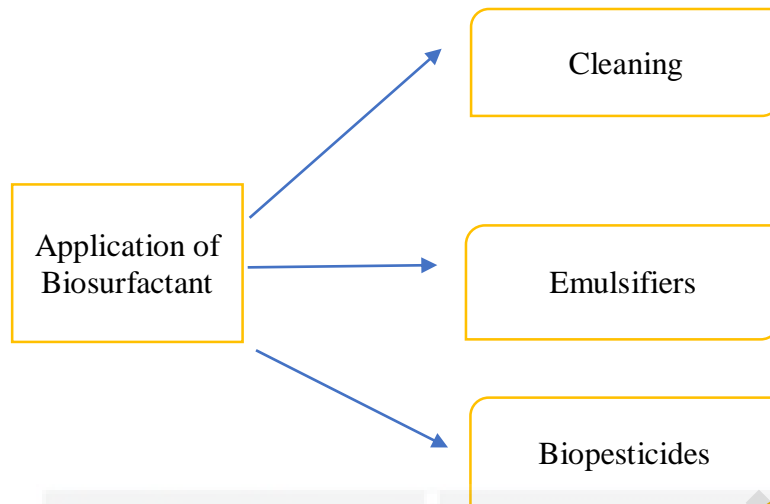 Cleaning
Application of
Biosurfactant
Emulsifiers
Biopesticides